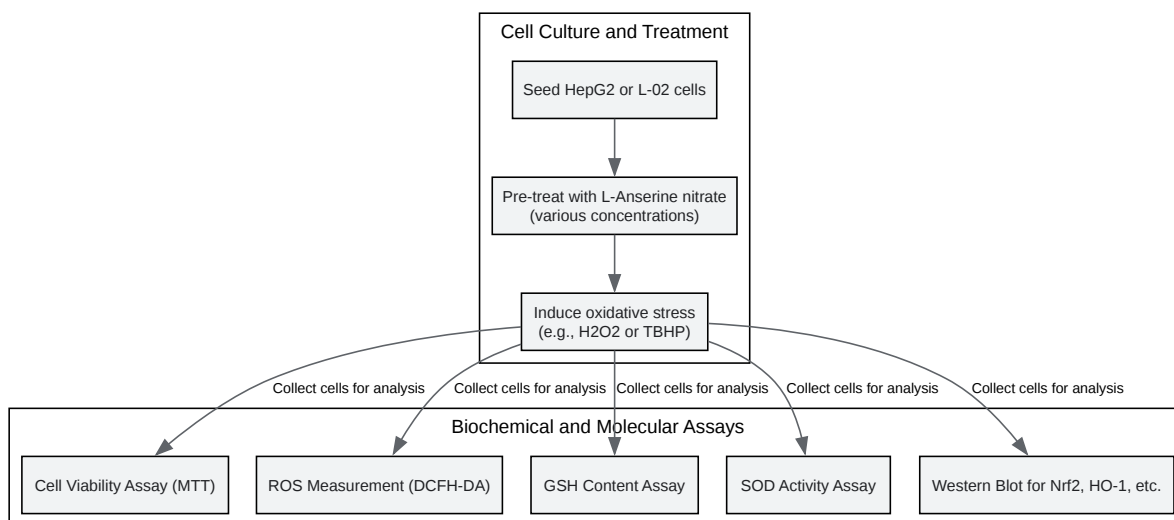 Cell Culture and Treatment
Seed HepG2 or L-02 cells
Pre-treat with L-Anserine nitrate
(various concentrations)
Induce oxidative stress
(e.g., H2O2 or TBHP)
Collect cells for analysis
Collect cells for analysis
Collect cells for analysis
Collect cells for analysis
Collect cells for analysis
Biochemical and Molecular Assays
Cell Viability Assay (MTT)
ROS Measurement (DCFH-DA)
GSH Content Assay
SOD Activity Assay
Western Blot for Nrf2, HO-1, etc.